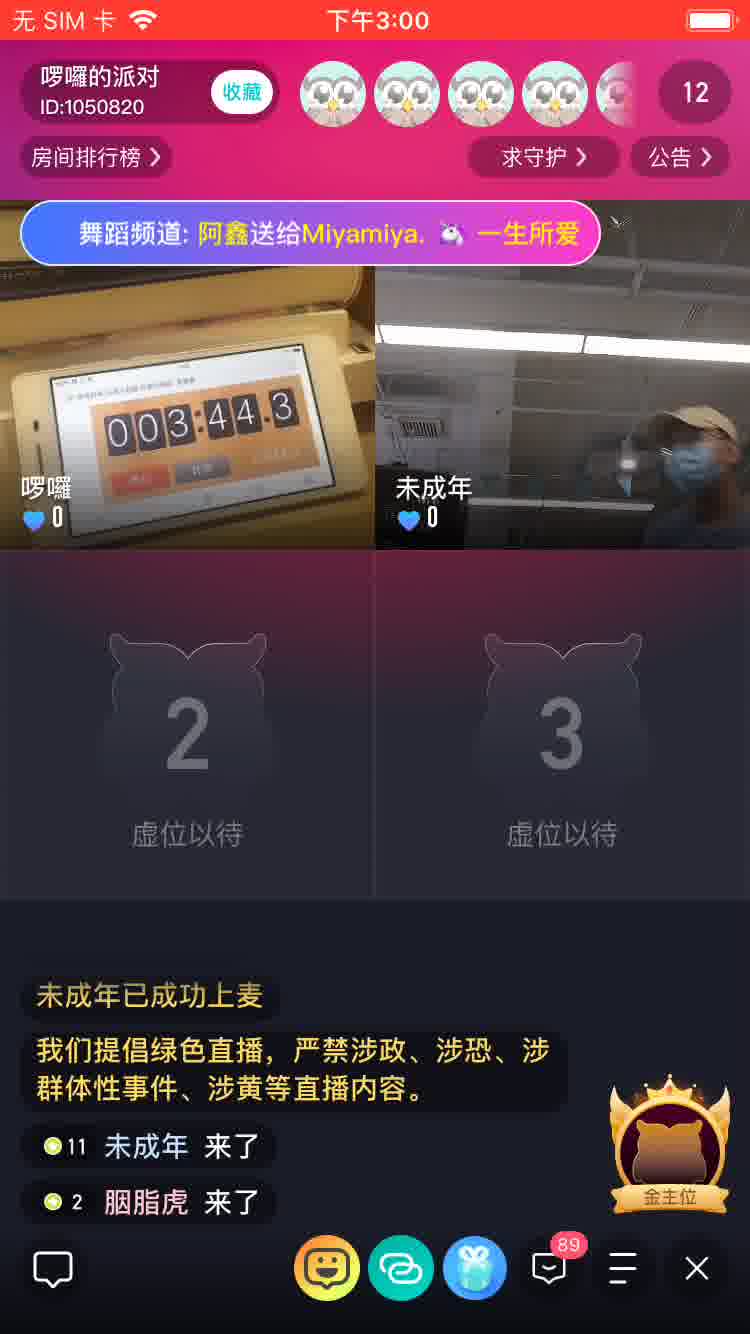 无 SIM 卡
下午3:00
啰囉的派对
ID:1050820
收藏
12
房间排行榜
求守护
公告
舞蹈频道: 阿鑫送给Miyamiya. 一生所爱
003:44.3
啰囉
0
未成年
0
2
虚位以待
3
虚位以待
未成年已成功上麦
我们提倡绿色直播，严禁涉政、涉恐、涉
群体性事件、涉黄等直播内容。
11 未成年 来了
2 胭脂虎 来了
金主位
89